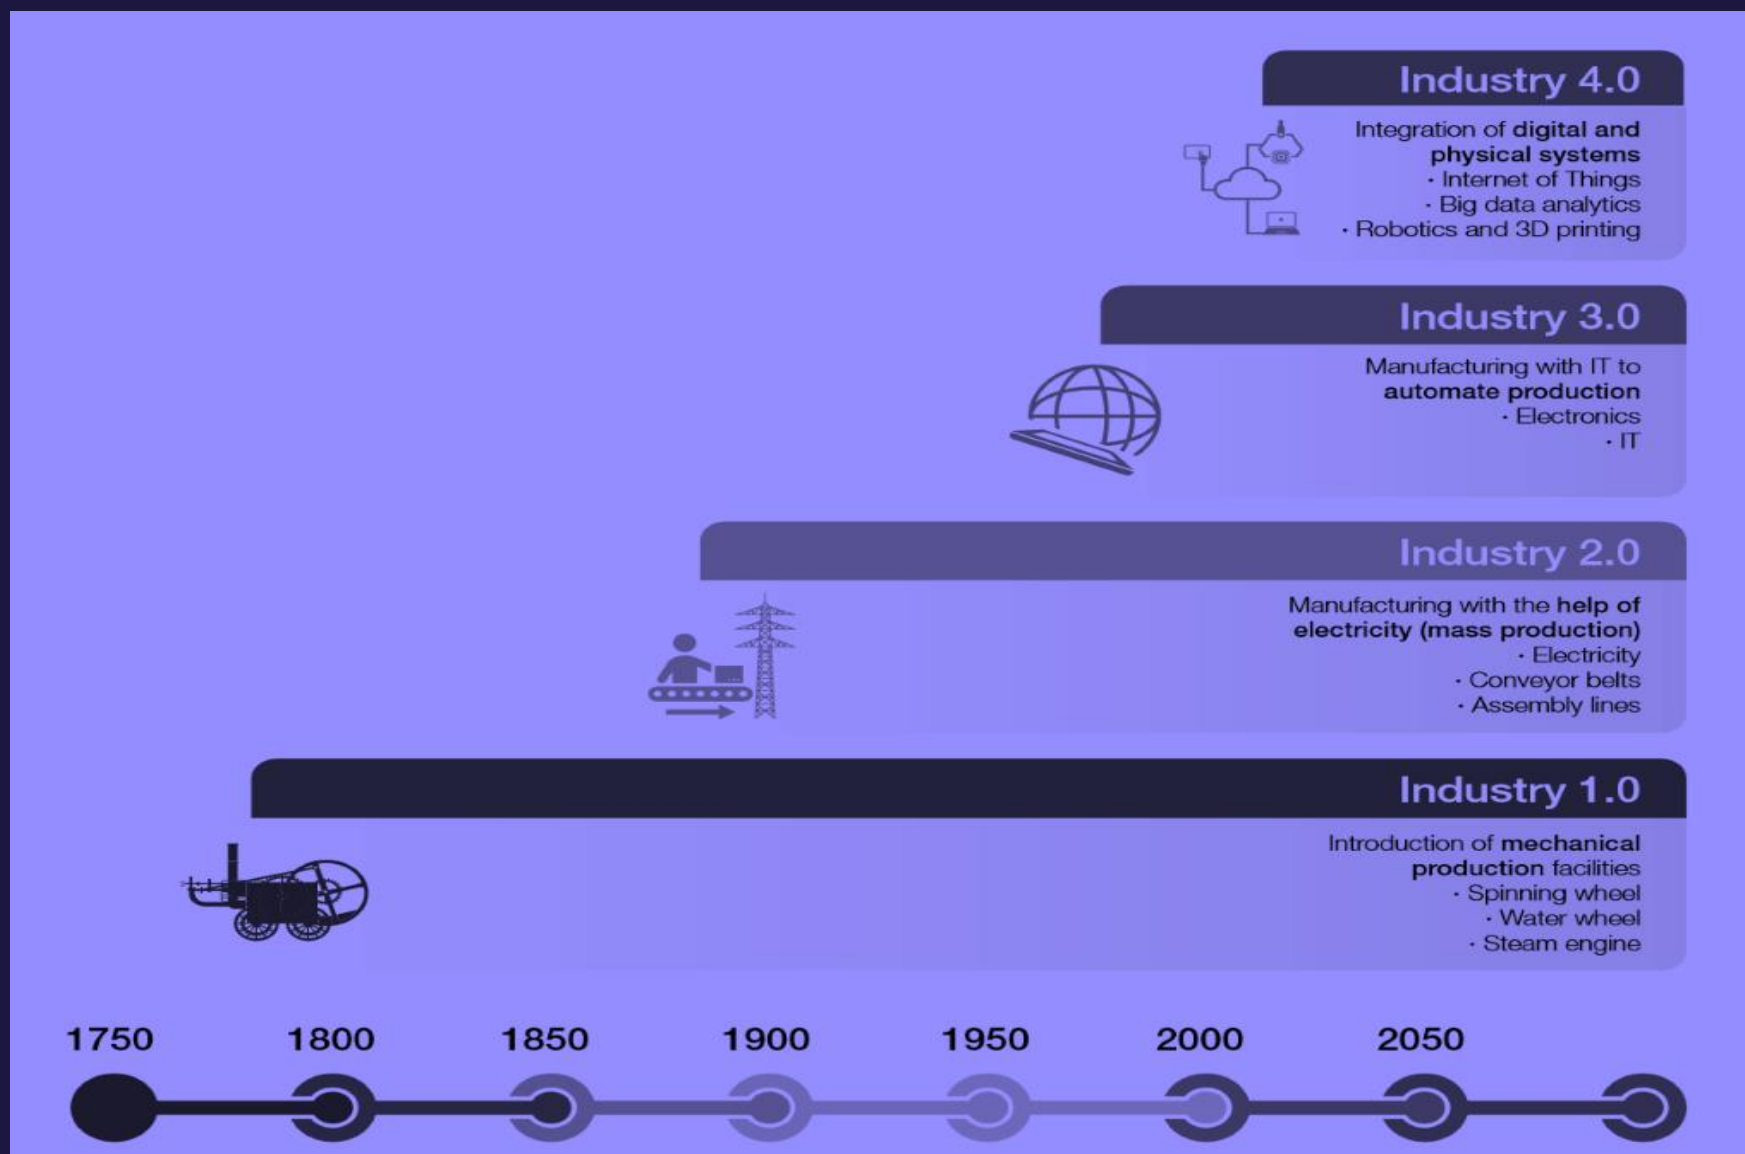 Industry 4.0
Integration of digital and
physical systems
· Internet of Things
· Big data analytics
· Robotics and 3D printing
Industry 3.0
Manufacturing with IT to
automate production
· Electronics
· IT
Industry 2.0
Manufacturing with the help of
electricity (mass production)
· Electricity
· Conveyor belts
· Assembly lines
Industry 1.0
Introduction of mechanical
production facilities
· Spinning wheel
· Water wheel
· Steam engine
1750 1800 1850 1900 1950 2000 2050